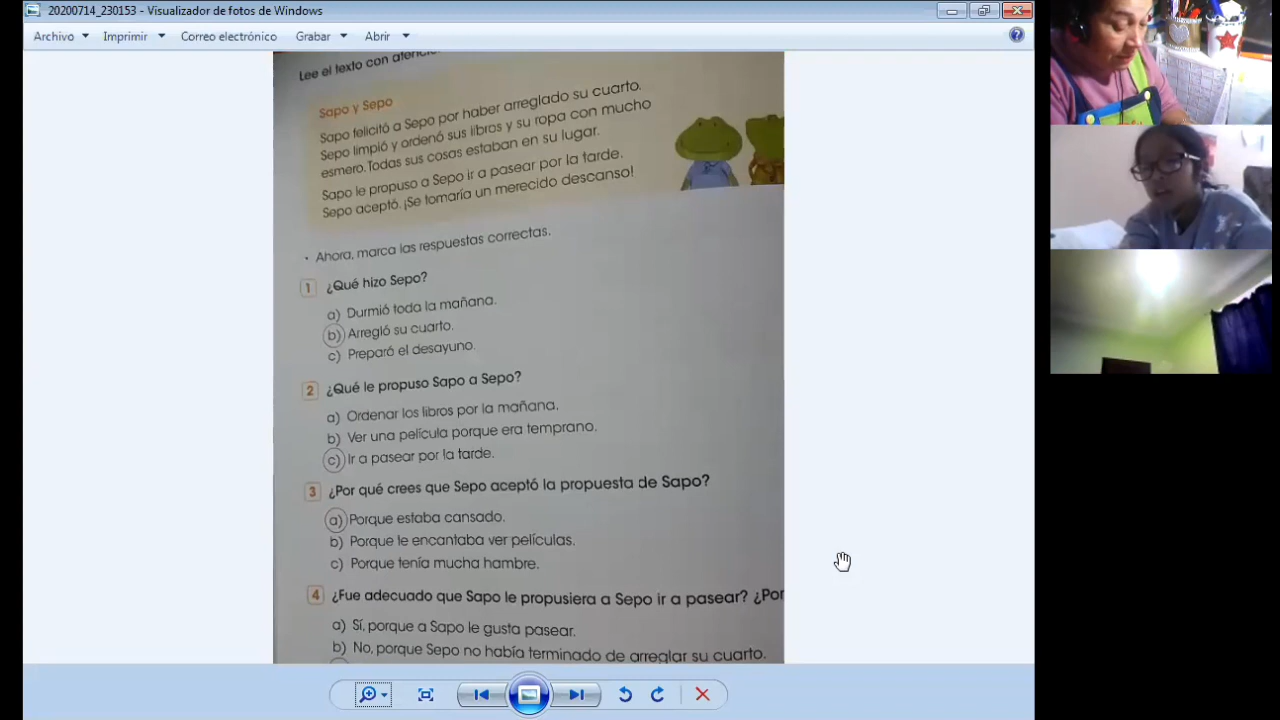 20200714_230153 - Visualizador de fotos de Windows
Archivo Imprimir Correo electrónico Grabar Abrir
Lee el texto con
Sapo y Sepo
Sapo felicitó a Sepo por haber arreglado su cuarto.
Sepo limpió y ordenó sus libros y su ropa con mucho
esmero. Todas sus cosas estaban en su lugar.
Sapo le propuso a Sepo ir a pasear por la tarde.
Sepo aceptó. ¡Se tomaría un merecido descanso!
• Ahora, marca las respuestas correctas.
1 ¿Qué hizo Sepo?
a) Durmió toda la mañana.
b) Arregló su cuarto.
c) Preparó el desayuno.
2 ¿Qué le propuso Sapo a Sepo?
a) Ordenar los libros por la mañana.
b) Ver una película porque era temprano.
c) Ir a pasear por la tarde.
3 ¿Por qué crees que Sepo aceptó la propuesta de Sapo?
a) Porque estaba cansado.
b) Porque le encantaba ver películas.
c) Porque tenía mucha hambre.
4 ¿Fue adecuado que Sapo le propusiera a Sepo ir a pasear? ¿Por
a) Sí, porque a Sapo le gusta pasear.
b) No, porque Sepo no había terminado de arreglar su cuarto.